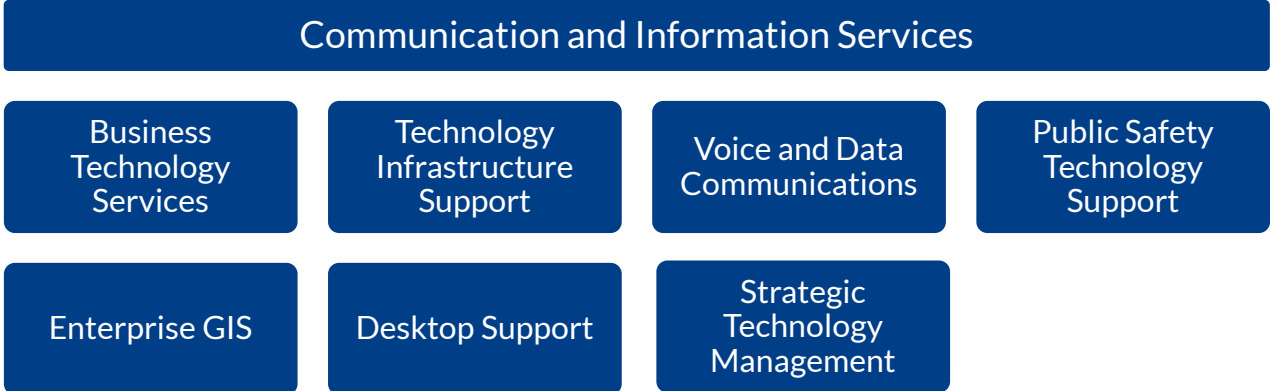 Communication and Information Services
Business
Technology
Services
Technology
Infrastructure
Support
Voice and Data
Communications
Public Safety
Technology
Support
Enterprise GIS
Desktop Support
Strategic
Technology
Management